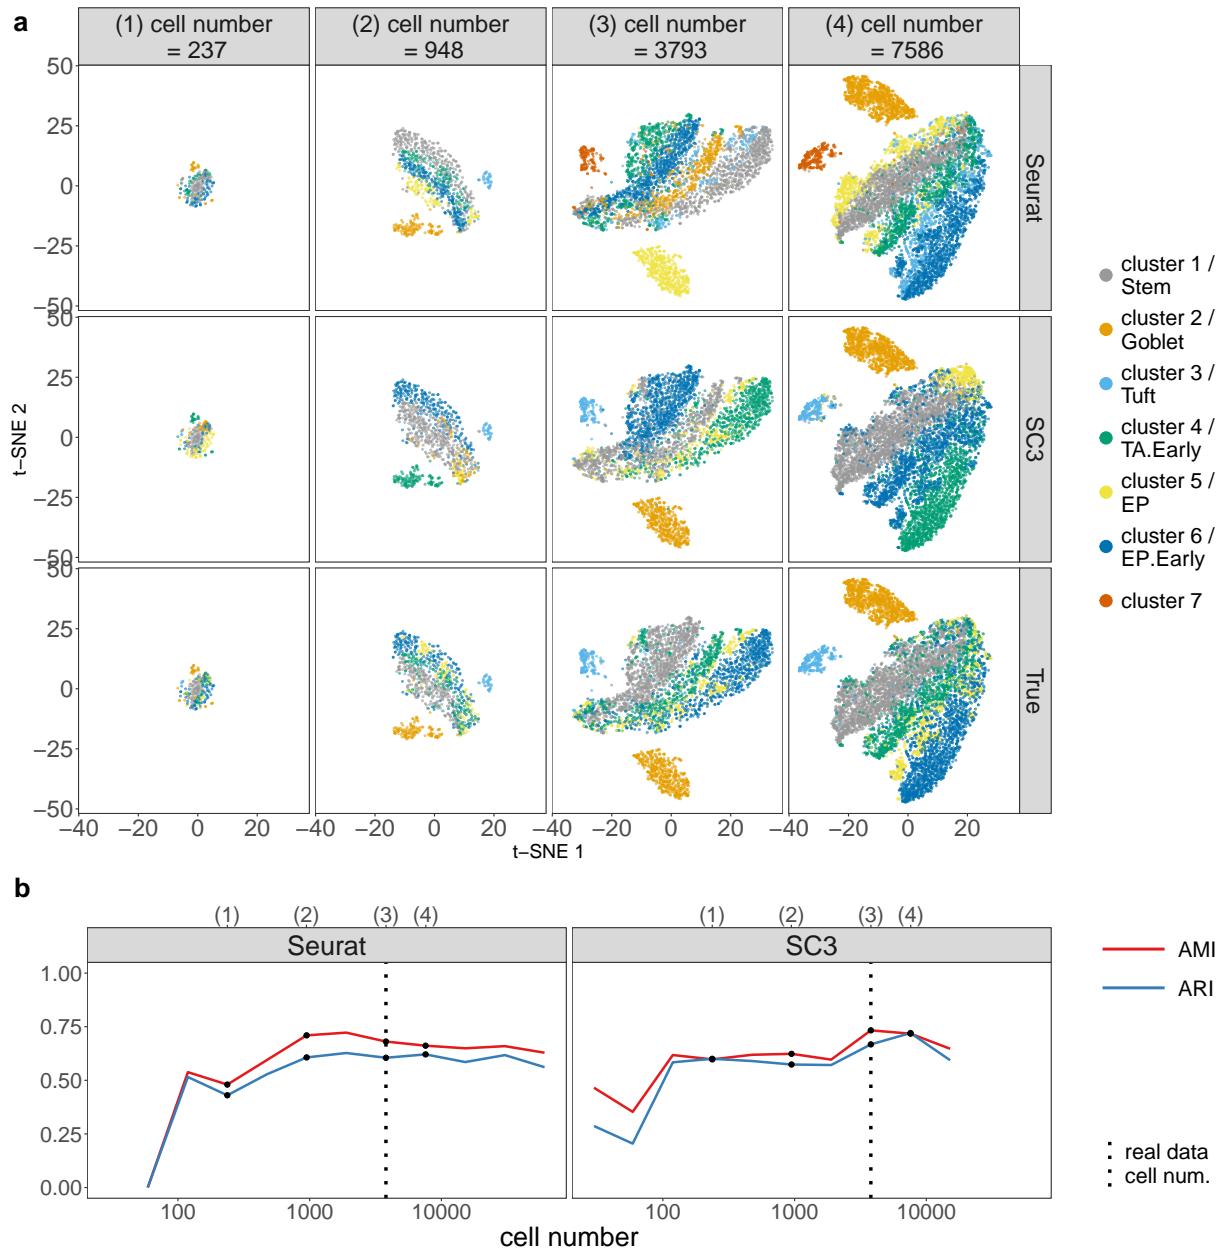 a
(1) cell number
= 237
(2) cell number
= 948
(3) cell number
= 3793
(4) cell number
= 7586
50
25
0
−25
−50
Seurat
50
25
0
−25
−50
SC3
50
25
0
−25
−50
True
t−SNE 2
−40 −20 0 20
−40 −20 0 20
−40 −20 0 20
−40 −20 0 20
t−SNE 1
cluster 1 /
Stem
cluster 2 /
Goblet
cluster 3 /
Tuft
cluster 4 /
TA.Early
cluster 5 /
EP
cluster 6 /
EP.Early
cluster 7
b
(1) (2) (3) (4)
(1) (2) (3) (4)
Seurat
SC3
1.00
0.75
0.50
0.25
0.00
100 1000 10000
100 1000 10000
cell number
AMI
ARI
real data
cell num.